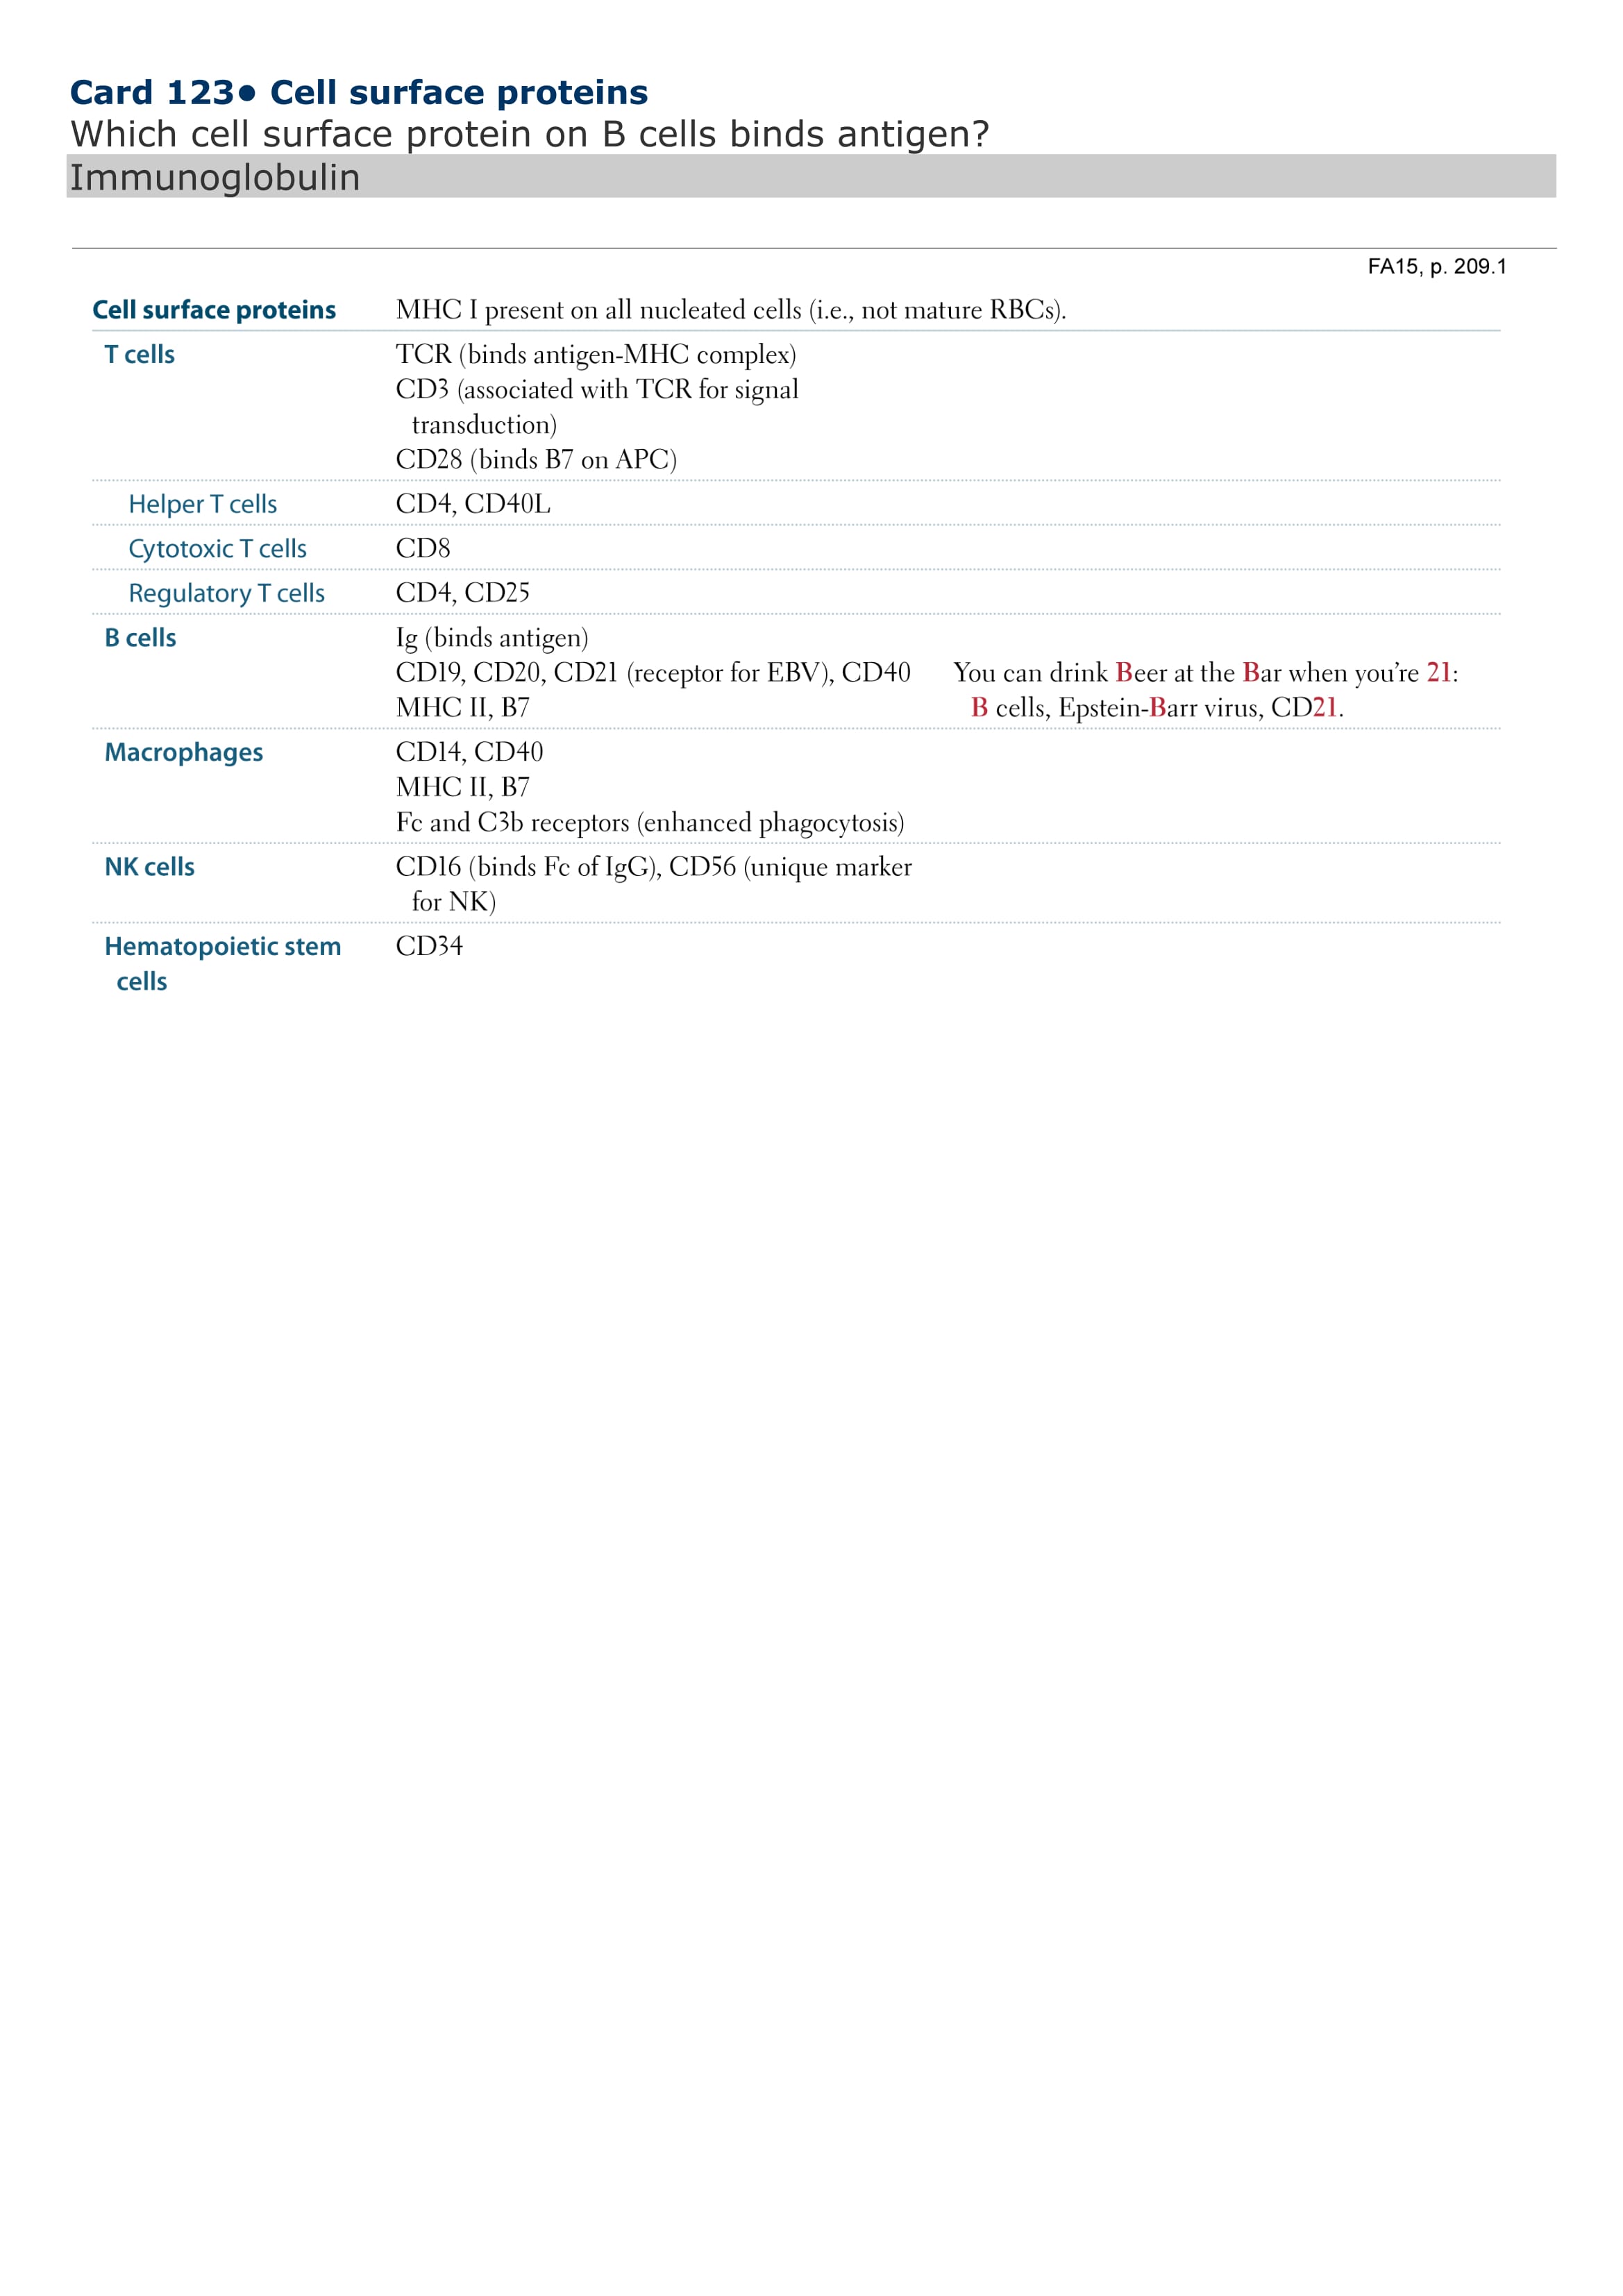 Card 123● Cell surface proteins
Which cell surface protein on B cells binds antigen?
Immunoglobulin
FA15, p. 209.1
Cell surface proteins MHC I present on all nucleated cells (i.e., not mature RBCs).
T cells TCR (binds antigen-MHC complex)
CD3 (associated with TCR for signal
transduction)
CD28 (binds B7 on APC)
Helper T cells CD4, CD40L
Cytotoxic T cells CD8
Regulatory T cells CD4, CD25
B cells Ig (binds antigen)
CD19, CD20, CD21 (receptor for EBV), CD40 You can drink Beer at the Bar when you’re 21:
MHC II, B7 B cells, Epstein-Barr virus, CD21.
Macrophages CD14, CD40
MHC II, B7
Fc and C3b receptors (enhanced phagocytosis)
NK cells CD16 (binds Fc of IgG), CD56 (unique marker
for NK)
Hematopoietic stem CD34
cells